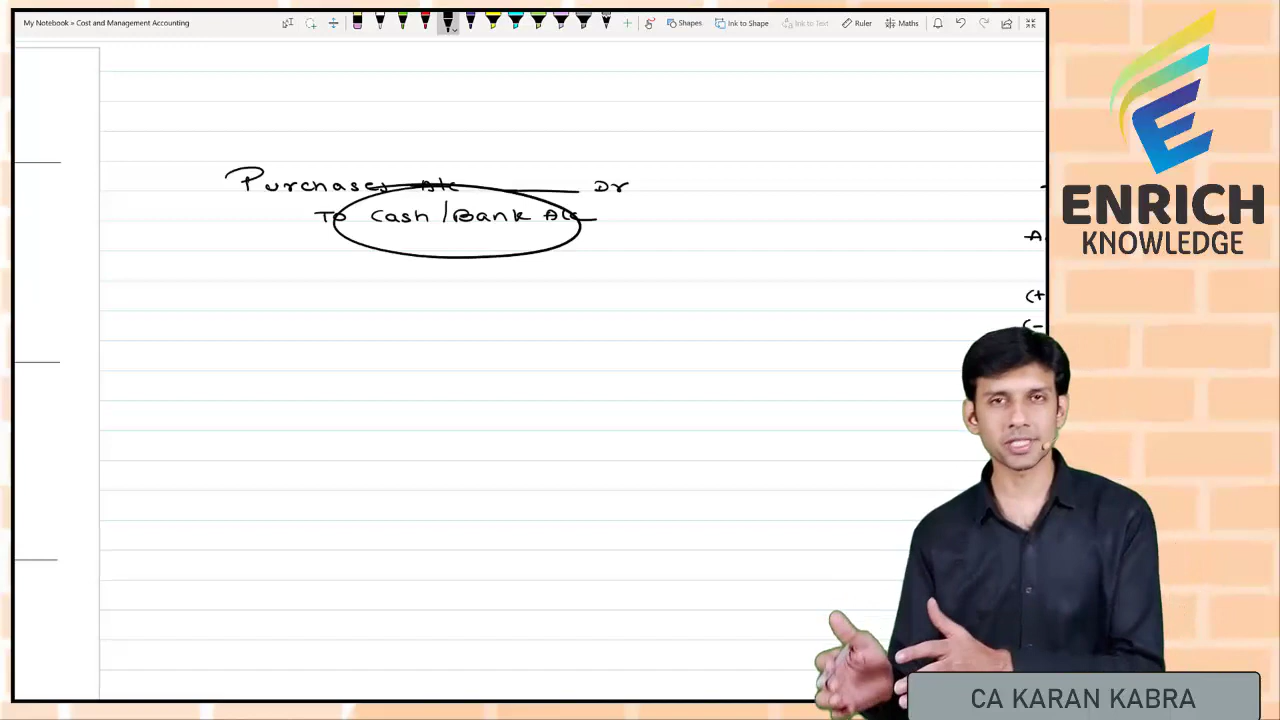 My Notebook » Cost and Management Accounting
Shapes
Ink to Shape
Ink to Text
Ruler
Maths
Purchases A/c ______ Dr
To Cash/Bank A/c
A
(+
(-
E
ENRICH
KNOWLEDGE
CA KARAN KABRA